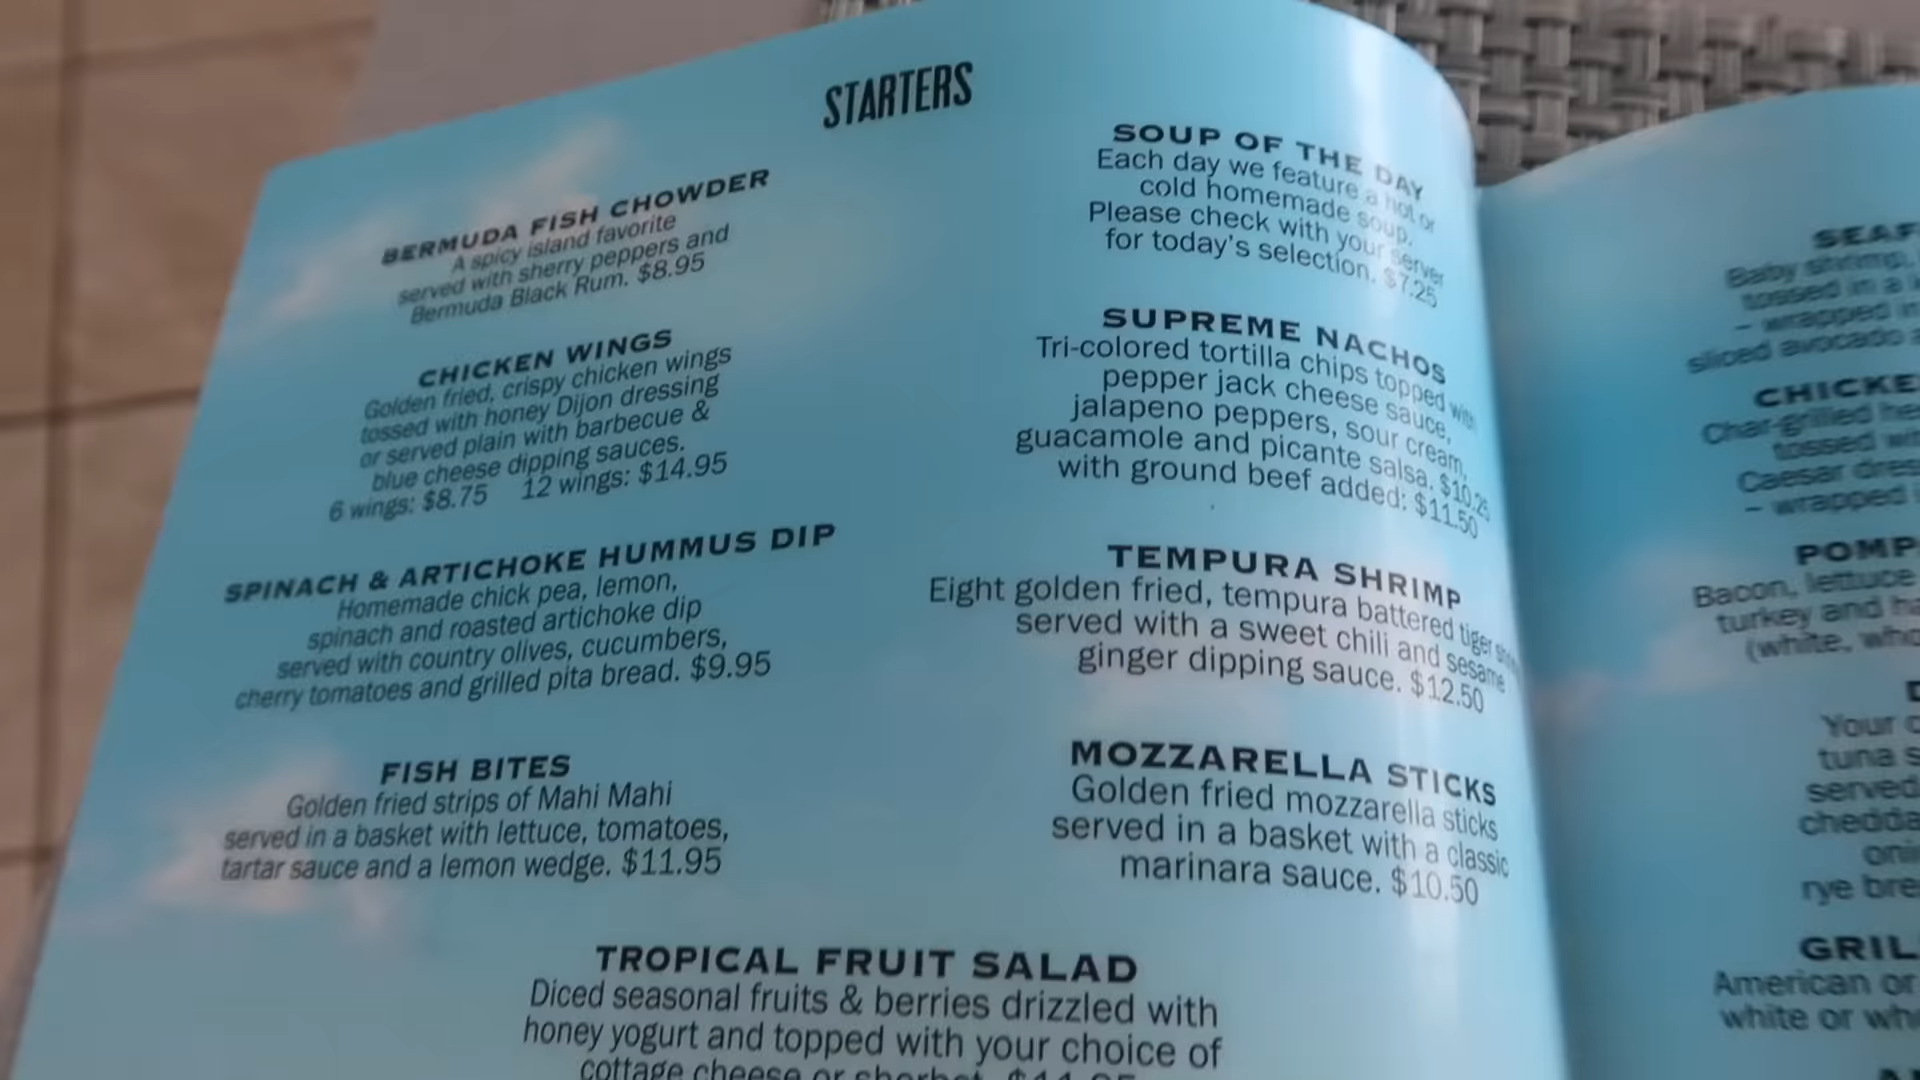 STARTERS
BERMUDA FISH CHOWDER
A spicy island favorite
served with sherry peppers and
Bermuda Black Rum. $8.95
CHICKEN WINGS
Golden fried, crispy chicken wings
tossed with honey Dijon dressing
or served plain with barbecue &
blue cheese dipping sauces.
6 wings: $8.75 12 wings: $14.95
SPINACH & ARTICHOKE HUMMUS DIP
Homemade chick pea, lemon,
spinach and roasted artichoke dip
served with country olives, cucumbers,
cherry tomatoes and grilled pita bread. $9.95
FISH BITES
Golden fried strips of Mahi Mahi
served in a basket with lettuce, tomatoes,
tartar sauce and a lemon wedge. $11.95
SOUP OF THE DAY
Each day we feature a hot or
cold homemade soup.
Please check with your server
for today's selection. $7.25
SUPREME NACHOS
Tri-colored tortilla chips topped with
pepper jack cheese sauce,
jalapeno peppers, sour cream,
guacamole and picante salsa. $10.25
with ground beef added: $11.50
TEMPURA SHRIMP
Eight golden fried, tempura battered tiger
served with a sweet chili and sesame
ginger dipping sauce. $12.50
MOZZARELLA STICKS
Golden fried mozzarella sticks
served in a basket with a classic
marinara sauce. $10.50
TROPICAL FRUIT SALAD
Diced seasonal fruits & berries drizzled with
honey yogurt and topped with your choice of
cottage cheese or sherbet.
Baby shrimp,
tossed in a
– wrapped
sliced avocado
Char-grilled
tossed
Caesar
– wrapped
Bacon, lettuce
turkey and
(white,
Your
tuna
served
rye
American or
white or